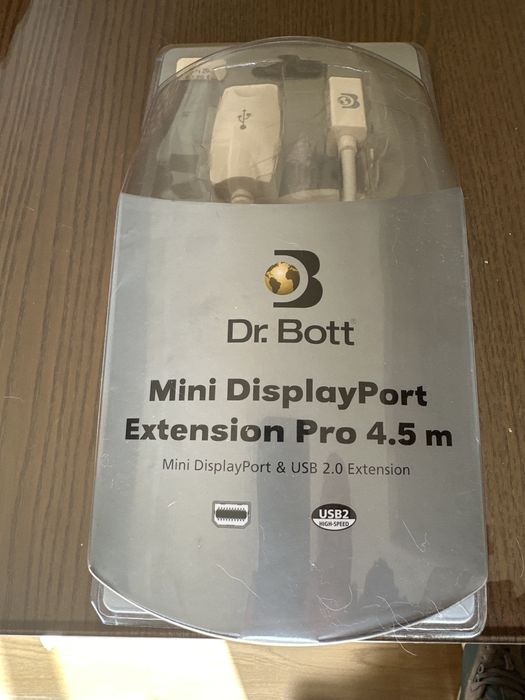 Dr. Bott
Mini DisplayPort
Extension Pro 4.5 m
Mini DisplayPort & USB 2.0 Extension
USB2
HIGH-SPEED